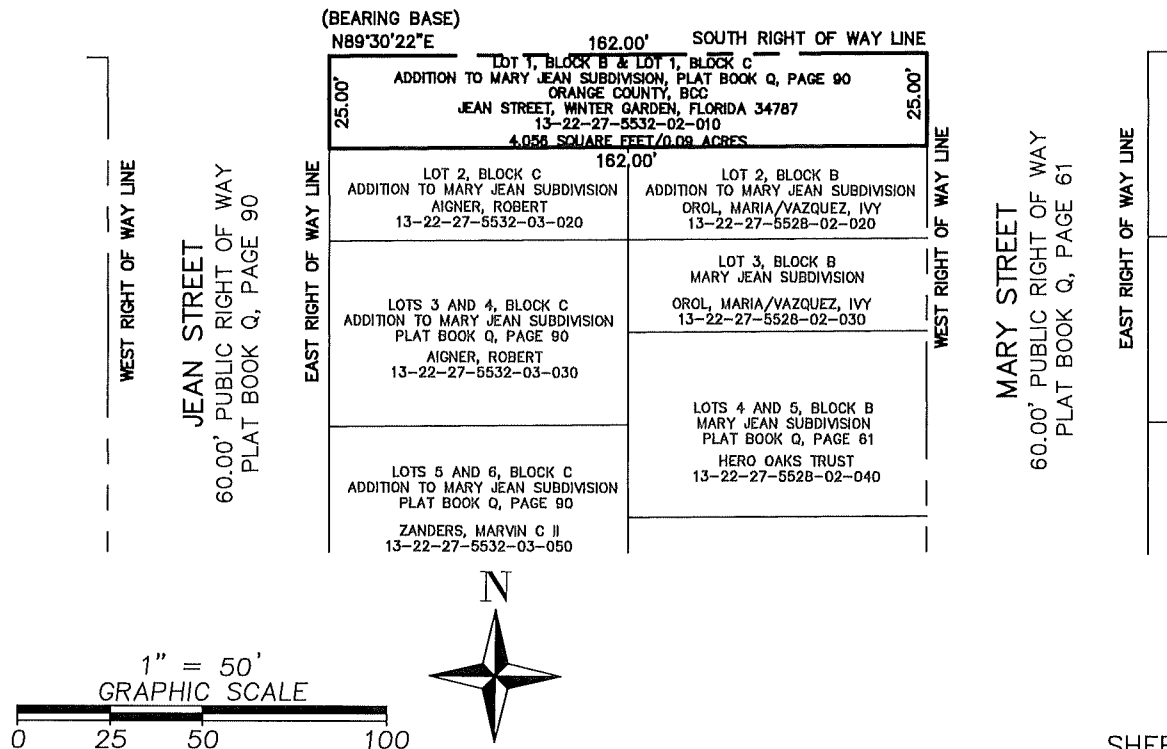 (BEARING BASE)
N89°30'22"E 162.00' SOUTH RIGHT OF WAY LINE
LOT 1, BLOCK B & LOT 1, BLOCK C
ADDITION TO MARY JEAN SUBDIVISION, PLAT BOOK Q, PAGE 90
ORANGE COUNTY, BCC
JEAN STREET, WINTER GARDEN, FLORIDA 34787
13-22-27-5532-02-010
4,056 SQUARE FEET/0.09 ACRES
25.00'
25.00'
162.00'
WEST RIGHT OF WAY LINE
JEAN STREET
60.00' PUBLIC RIGHT OF WAY
PLAT BOOK Q, PAGE 90
EAST RIGHT OF WAY LINE
LOT 2, BLOCK C
ADDITION TO MARY JEAN SUBDIVISION
AIGNER, ROBERT
13-22-27-5532-03-020
LOT 2, BLOCK B
ADDITION TO MARY JEAN SUBDIVISION
OROL, MARIA/VAZQUEZ, IVY
13-22-27-5528-02-020
LOT 3, BLOCK B
MARY JEAN SUBDIVISION
OROL, MARIA/VAZQUEZ, IVY
13-22-27-5528-02-030
LOTS 3 AND 4, BLOCK C
ADDITION TO MARY JEAN SUBDIVISION
PLAT BOOK Q, PAGE 90
AIGNER, ROBERT
13-22-27-5532-03-030
LOTS 4 AND 5, BLOCK B
MARY JEAN SUBDIVISION
PLAT BOOK Q, PAGE 61
HERO OAKS TRUST
13-22-27-5528-02-040
LOTS 5 AND 6, BLOCK C
ADDITION TO MARY JEAN SUBDIVISION
PLAT BOOK Q, PAGE 90
ZANDERS, MARVIN C II
13-22-27-5532-03-050
WEST RIGHT OF WAY LINE
MARY STREET
60.00' PUBLIC RIGHT OF WAY
PLAT BOOK Q, PAGE 61
EAST RIGHT OF WAY LINE
N
1" = 50'
GRAPHIC SCALE
0 25 50 100